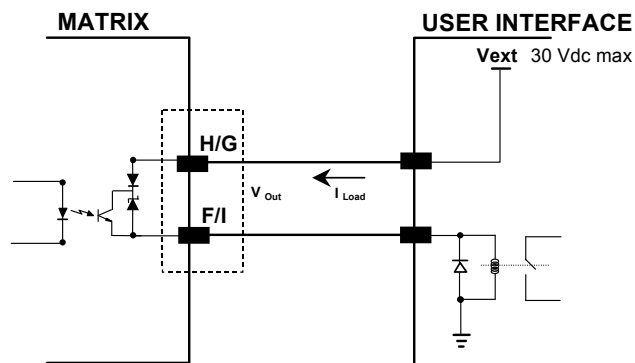 MATRIX
USER INTERFACE
Vext 30 Vdc max
H/G
V Out
I Load
F/I